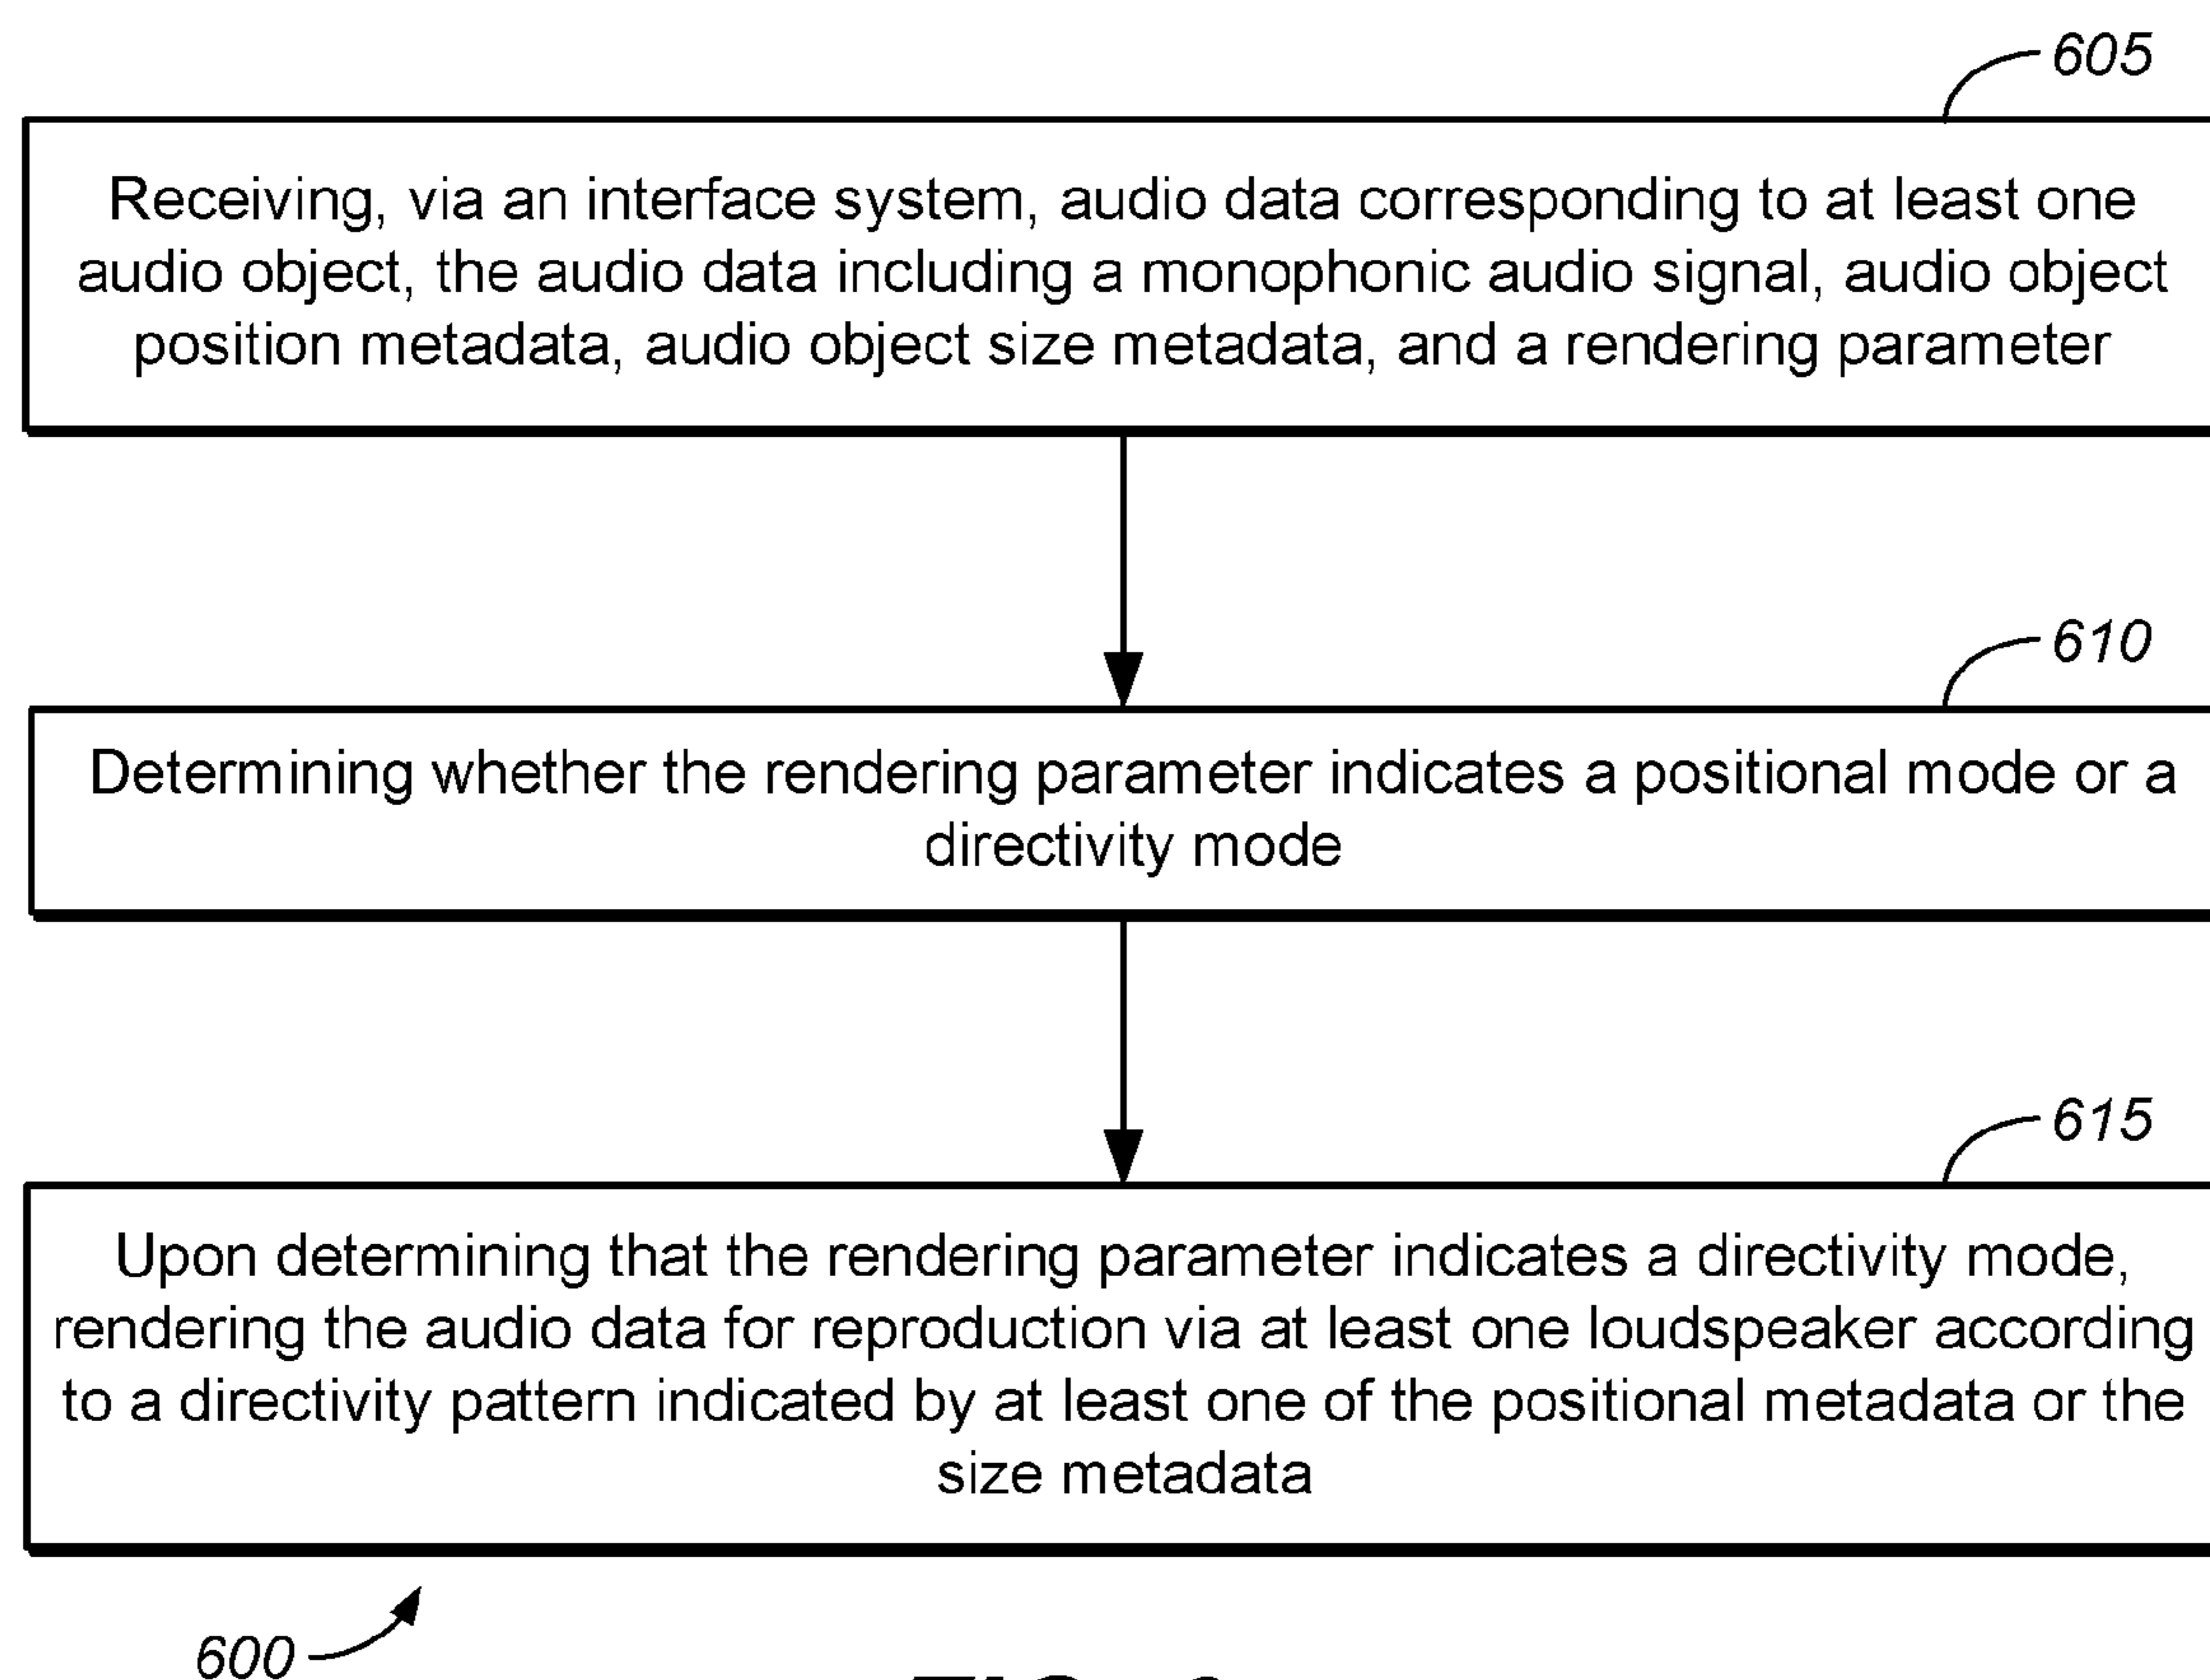 605
Receiving, via an interface system, audio data corresponding to at least one
audio object, the audio data including a monophonic audio signal, audio object
position metadata, audio object size metadata, and a rendering parameter
610
Determining whether the rendering parameter indicates a positional mode or a
directivity mode
615
Upon determining that the rendering parameter indicates a directivity mode,
rendering the audio data for reproduction via at least one loudspeaker according
to a directivity pattern indicated by at least one of the positional metadata or the
size metadata
600